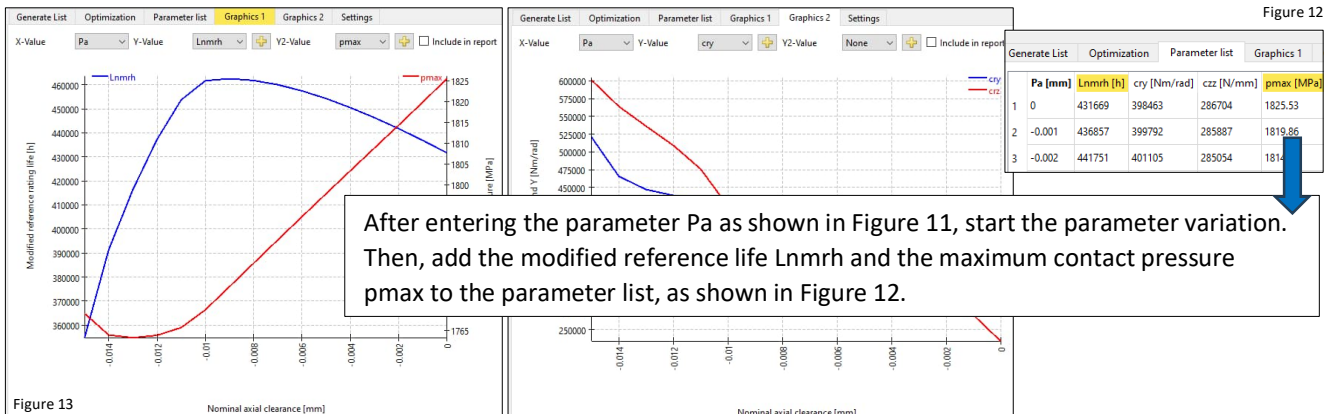 Generate List Optimization Parameter list Graphics 1 Graphics 2 Settings
X-Value Pa Y-Value Lnmrh Y2-Value pmax Include in report
Lnmrh
pmax
460000
450000
440000
430000
420000
410000
400000
390000
380000
370000
360000
1825
1820
1815
1810
1805
1800
1765
Modified reference rating life [h]
[MPa]
-0.014 -0.012 -0.01 -0.008 -0.006 -0.004 -0.002 0
Nominal axial clearance [mm]
Figure 13
Generate List Optimization Parameter list Graphics 1 Graphics 2 Settings
X-Value Pa Y-Value cry Y2-Value None Include in report
cry
crz
600000
575000
550000
525000
500000
475000
450000
250000
nd Y [Nm/rad]
-0.014 -0.012 -0.01 -0.008 -0.006 -0.004 -0.002 0
Nominal axial clearance [mm]
Figure 12
Generate List Optimization Parameter list Graphics 1
Pa [mm] Lnmrh [h] cry [Nm/rad] czz [N/mm] pmax [MPa]
1 0 431669 398463 286704 1825.53
2 -0.001 436857 399792 285887 1819.86
3 -0.002 441751 401105 285054 1814
After entering the parameter Pa as shown in Figure 11, start the parameter variation.
Then, add the modified reference life Lnmrh and the maximum contact pressure
pmax to the parameter list, as shown in Figure 12.